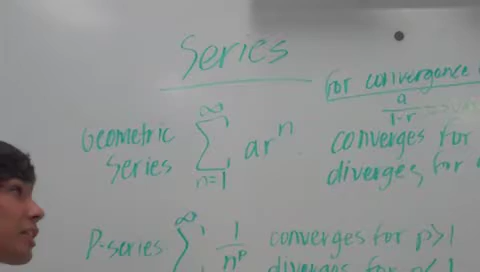 Series
for convergence
Geometric Series ∞ ∑ n=1 ar^n
a/1-r =
converges for
diverges for
P-series ∞ ∑ 1/n^p converges for p>1
diverges for p<1